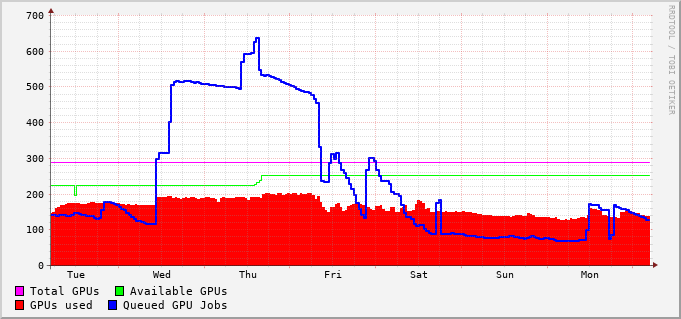 700
600
500
400
300
200
100
0
Tue Wed Thu Fri Sat Sun Mon
Total GPUs Available GPUs
GPUs used Queued GPU Jobs
RRDTOOL / TOBI OETIKER